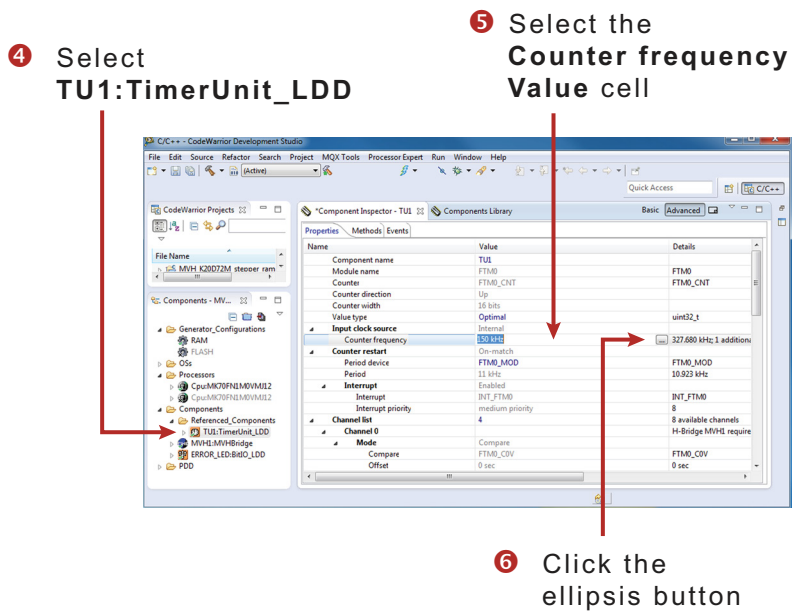 ❹ Select
TU1:TimerUnit_LDD
❺ Select the
Counter frequency
Value cell
C/C++ - CodeWarrior Development Studio
File Edit Source Refactor Search Project MQX Tools Processor Expert Run Window Help
(Active)
Quick Access
C/C++
CodeWarrior Projects
File Name
MVH_K20D72M_stepper_ram
Components - MV...
Generator_Configurations
RAM
FLASH
OSs
Processors
Cpu:MK70FN1M0VMJ12
Cpu:MK70FN1M0VMJ12
Components
Referenced_Components
TU1:TimerUnit_LDD
MVH1:MVHBridge
ERROR_LED:BitIO_LDD
PDD
*Component Inspector - TU1 Components Library Basic Advanced
Properties Methods Events
Name Value Details
Component name TU1
Module name FTM0 FTM0
Counter FTM0_CNT FTM0_CNT
Counter direction Up
Counter width 16 bits
Value type Optimal uint32_t
Input clock source Internal
Counter frequency 150 kHz ... 327.680 kHz; 1 additiona
Counter restart On-match
Period device FTM0_MOD FTM0_MOD
Period 11 kHz 10.923 kHz
Interrupt Enabled
Interrupt INT_FTM0 INT_FTM0
Interrupt priority medium priority 8
Channel list 4 8 available channels
Channel 0 H-Bridge MVH1 require
Mode Compare
Compare FTM0_C0V FTM0_C0V
Offset 0 sec 0 sec
❻ Click the
ellipsis button